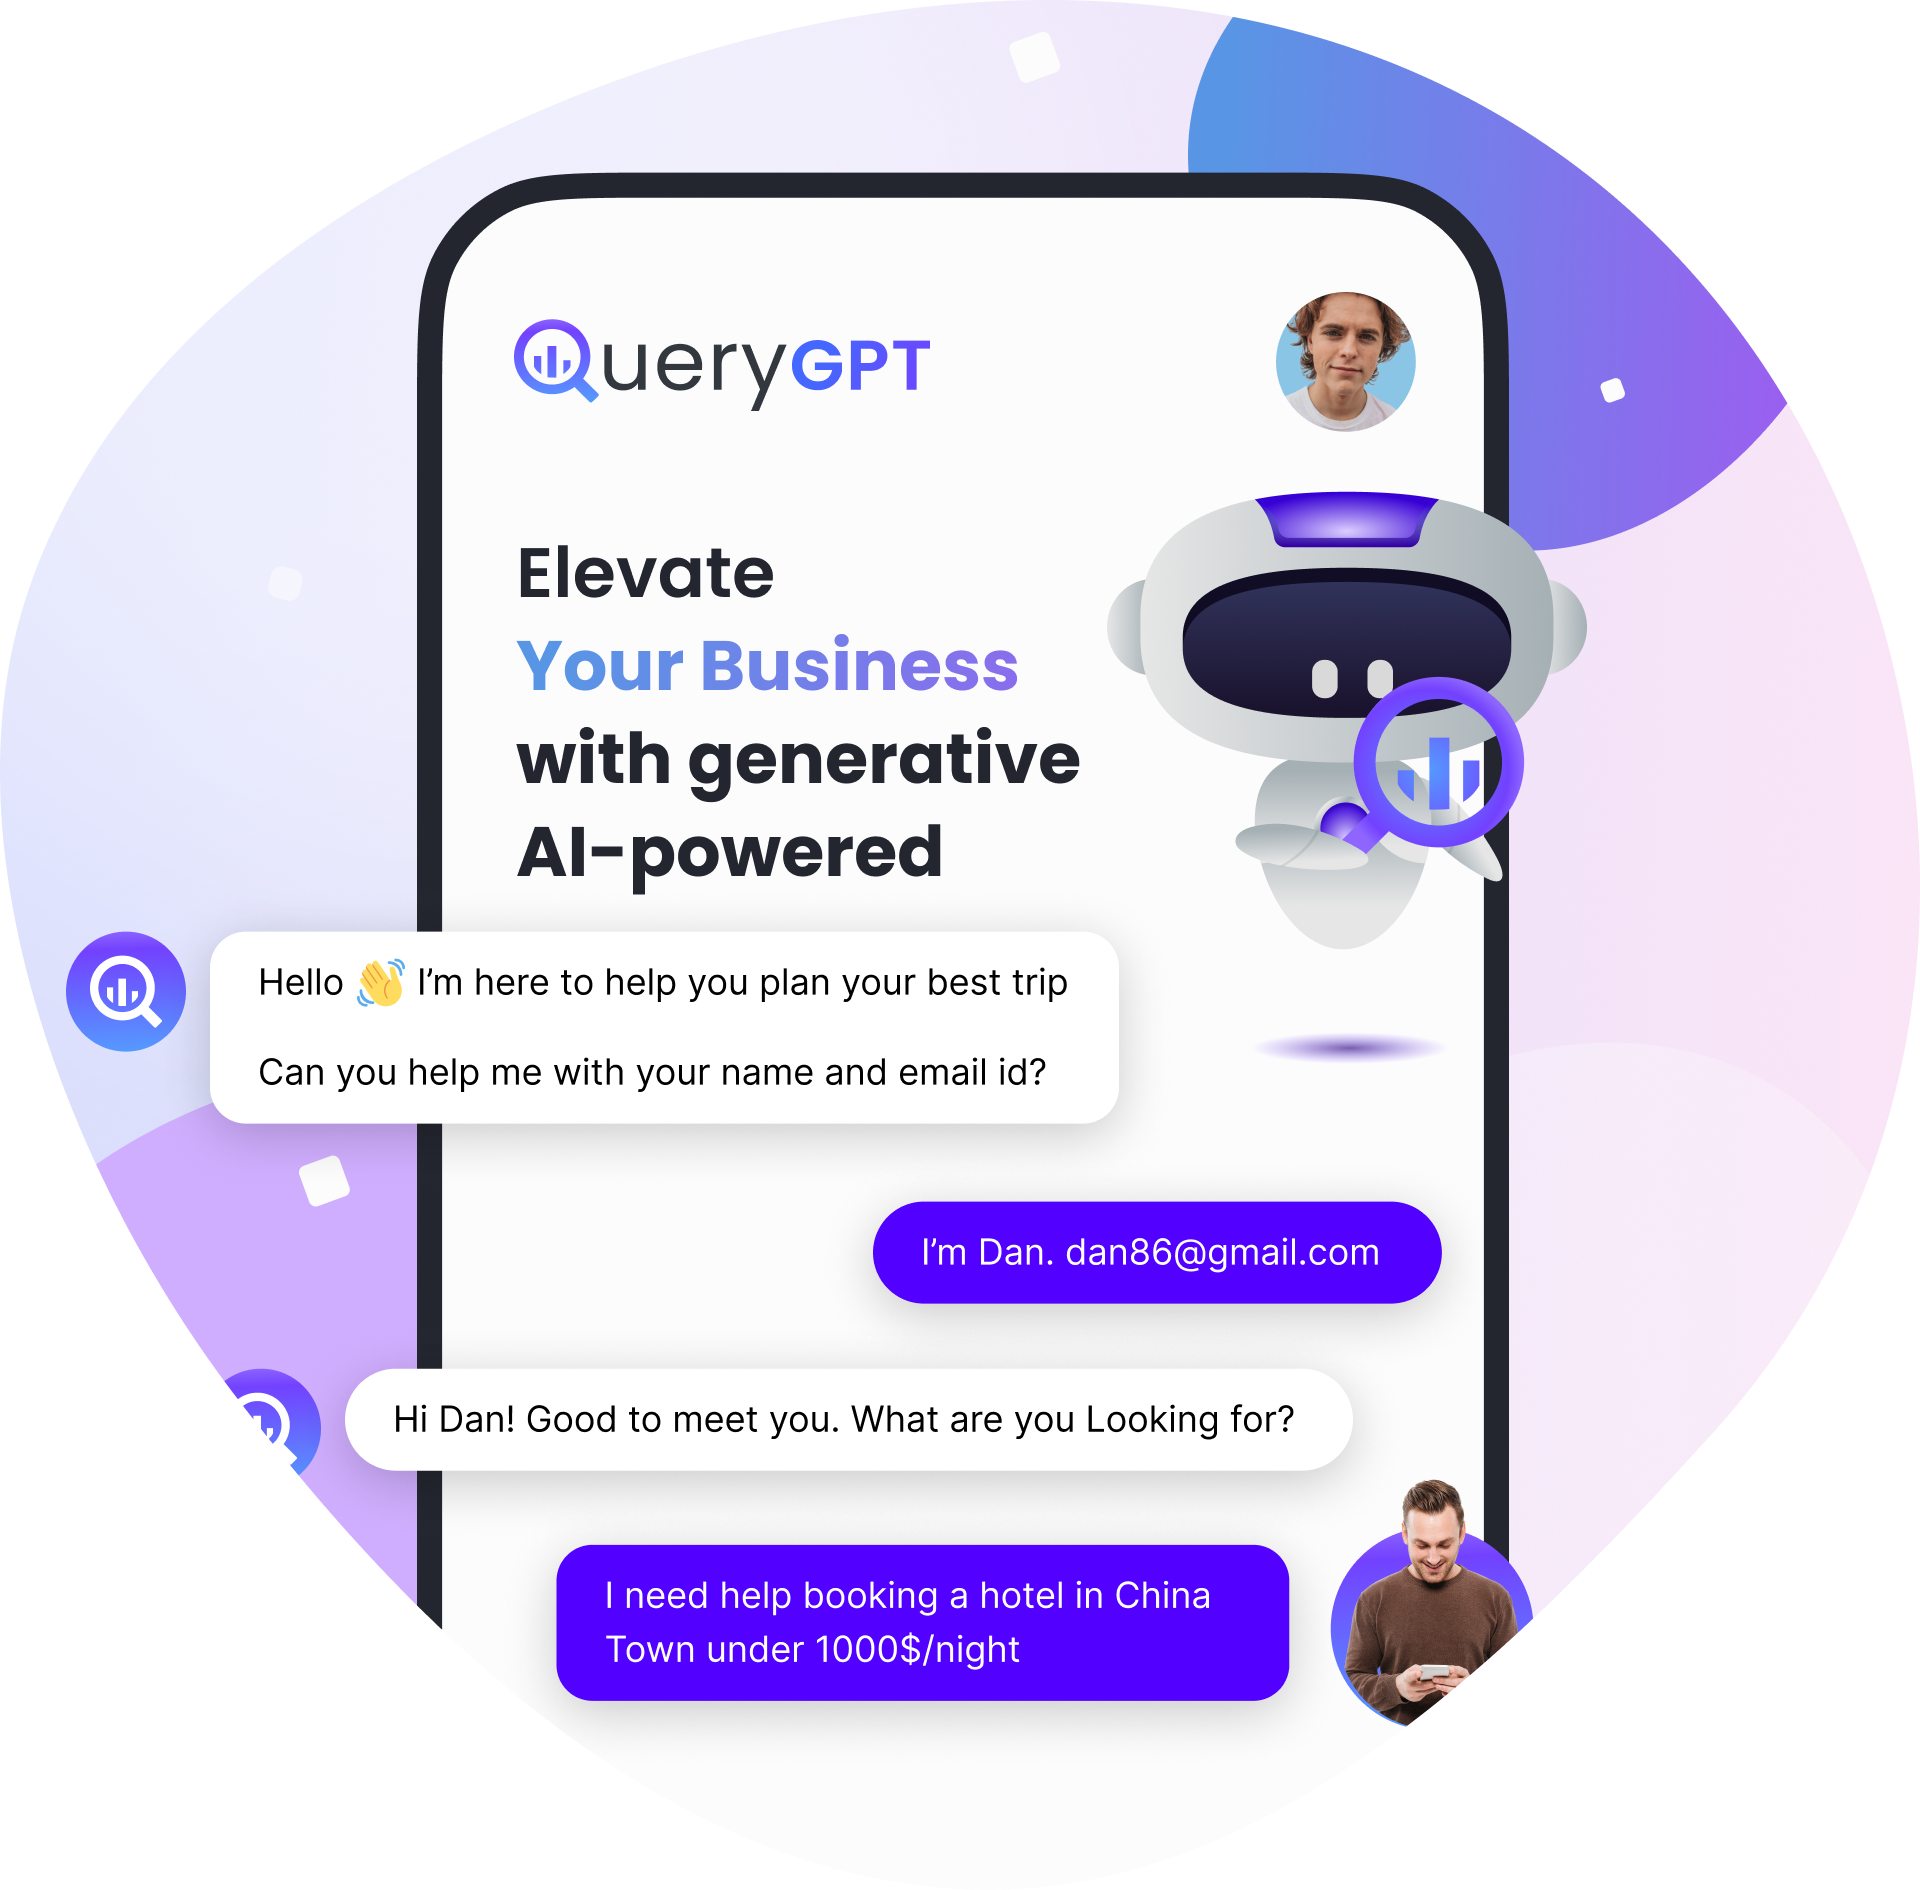 QueryGPT
Elevate
Your Business
with generative
AI-powered
Hello 👋 I’m here to help you plan your best trip
Can you help me with your name and email id?
I’m Dan. dan86@gmail.com
Hi Dan! Good to meet you. What are you Looking for?
I need help booking a hotel in China
Town under 1000$/night